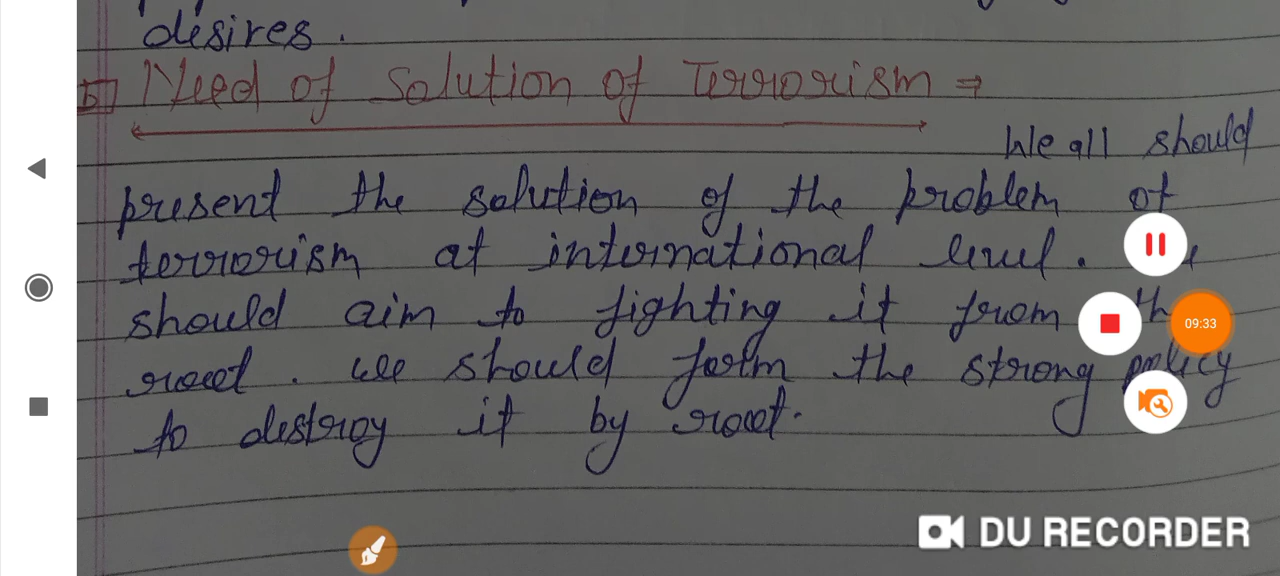 desires.
5] Need of Solution of Terrorism ⇒
We all should
present the solution of the problem of
terrorism at international level.
should aim to fighting it from th
root. we should form the strong policy
to destroy it by root.
09:33
DU RECORDER